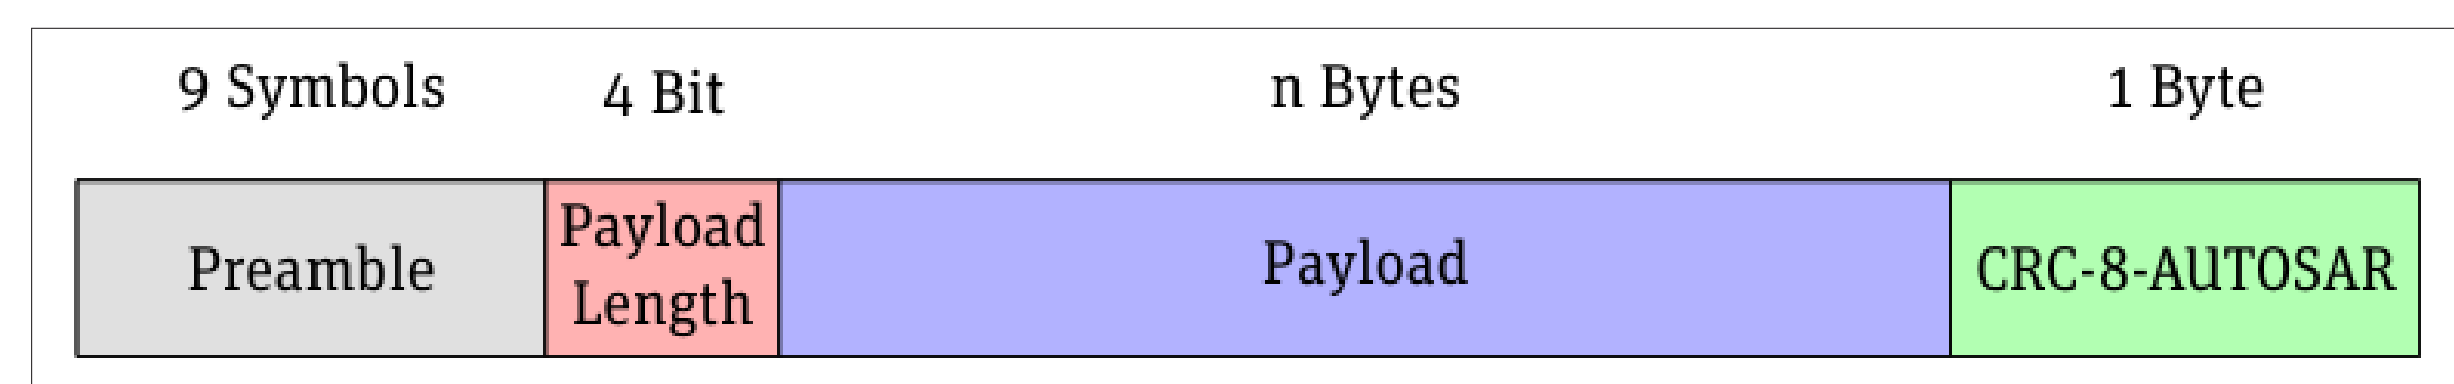 9 Symbols
4 Bit
n Bytes
1 Byte
Preamble
Payload
Length
Payload
CRC-8-AUTOSAR